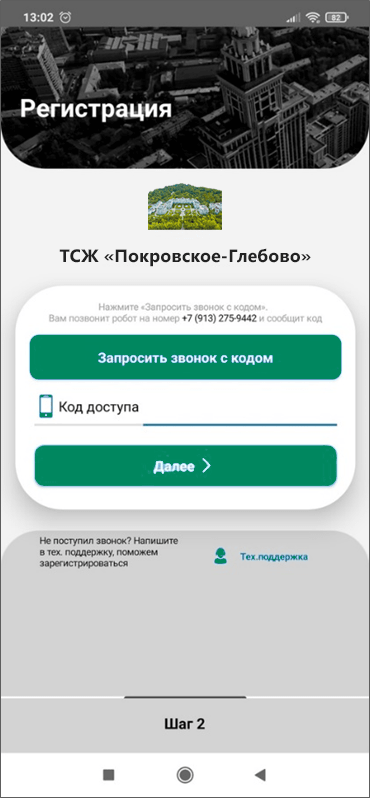 13:02
82
Регистрация
ТСЖ «Покровское-Глебово»
Нажмите «Запросить звонок с кодом».
Вам позвонит робот на номер +7 (913) 275-9442 и сообщит код
Запросить звонок с кодом
Код доступа
Далее
Не поступил звонок? Напишите
в тех. поддержку, поможем
зарегистрироваться
Тех.поддержка
Шаг 2